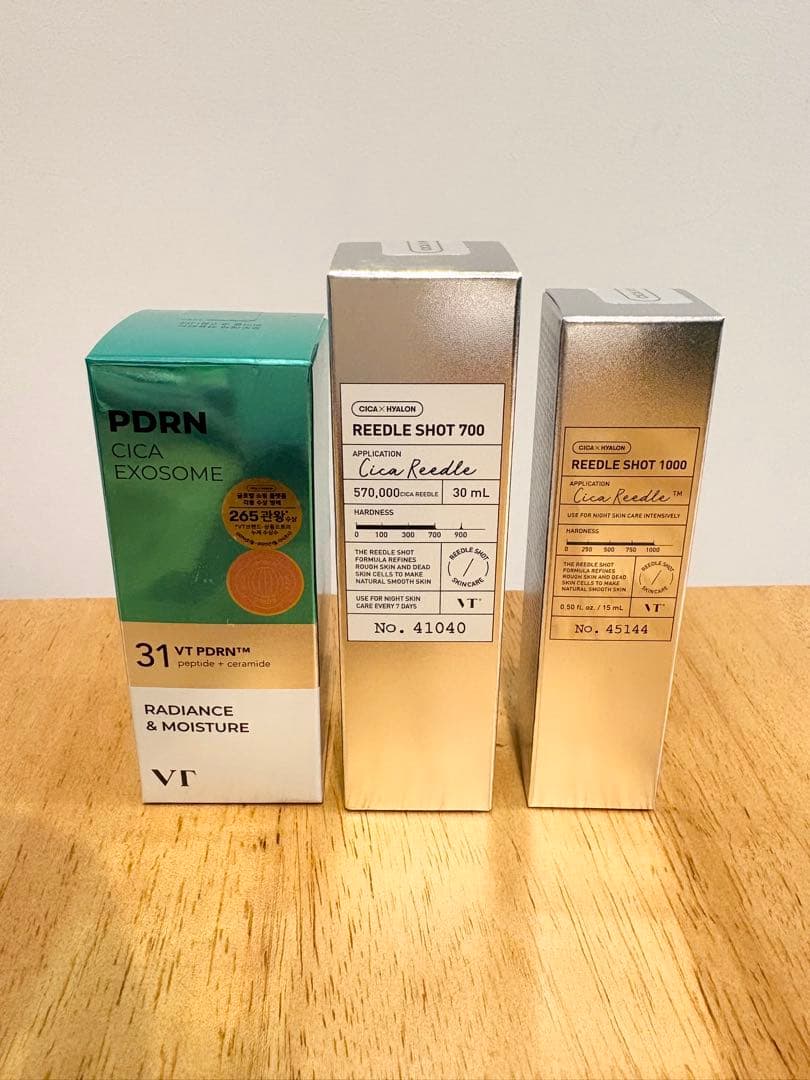 PDRN
CICA
EXOSOME
265 관왕
31 VT PDRN™
peptide + ceramide
RADIANCE
& MOISTURE
VT
CICA × HYALON
REEDLE SHOT 700
APPLICATION
Cica Reedle
570,000 CICA REEDLE
30 mL
HARDNESS
0 100 300 700 900
THE REEDLE SHOT
FORMULA REFINES
ROUGH SKIN AND DEAD
SKIN CELLS TO MAKE
NATURAL SMOOTH SKIN
REEDLE SHOT
SKINCARE
USE FOR NIGHT SKIN
CARE EVERY 7 DAYS
VT
No. 41040
CICA × HYALON
REEDLE SHOT 1000
APPLICATION
Cica Reedle™
USE FOR NIGHT SKIN CARE INTENSIVELY
HARDNESS
0 250 500 750 1000
THE REEDLE SHOT
FORMULA REFINES
ROUGH SKIN AND DEAD
SKIN CELLS TO MAKE
NATURAL SMOOTH SKIN
REEDLE SHOT
SKINCARE
0.50 fl. oz. / 15 mL
VT
No. 45144